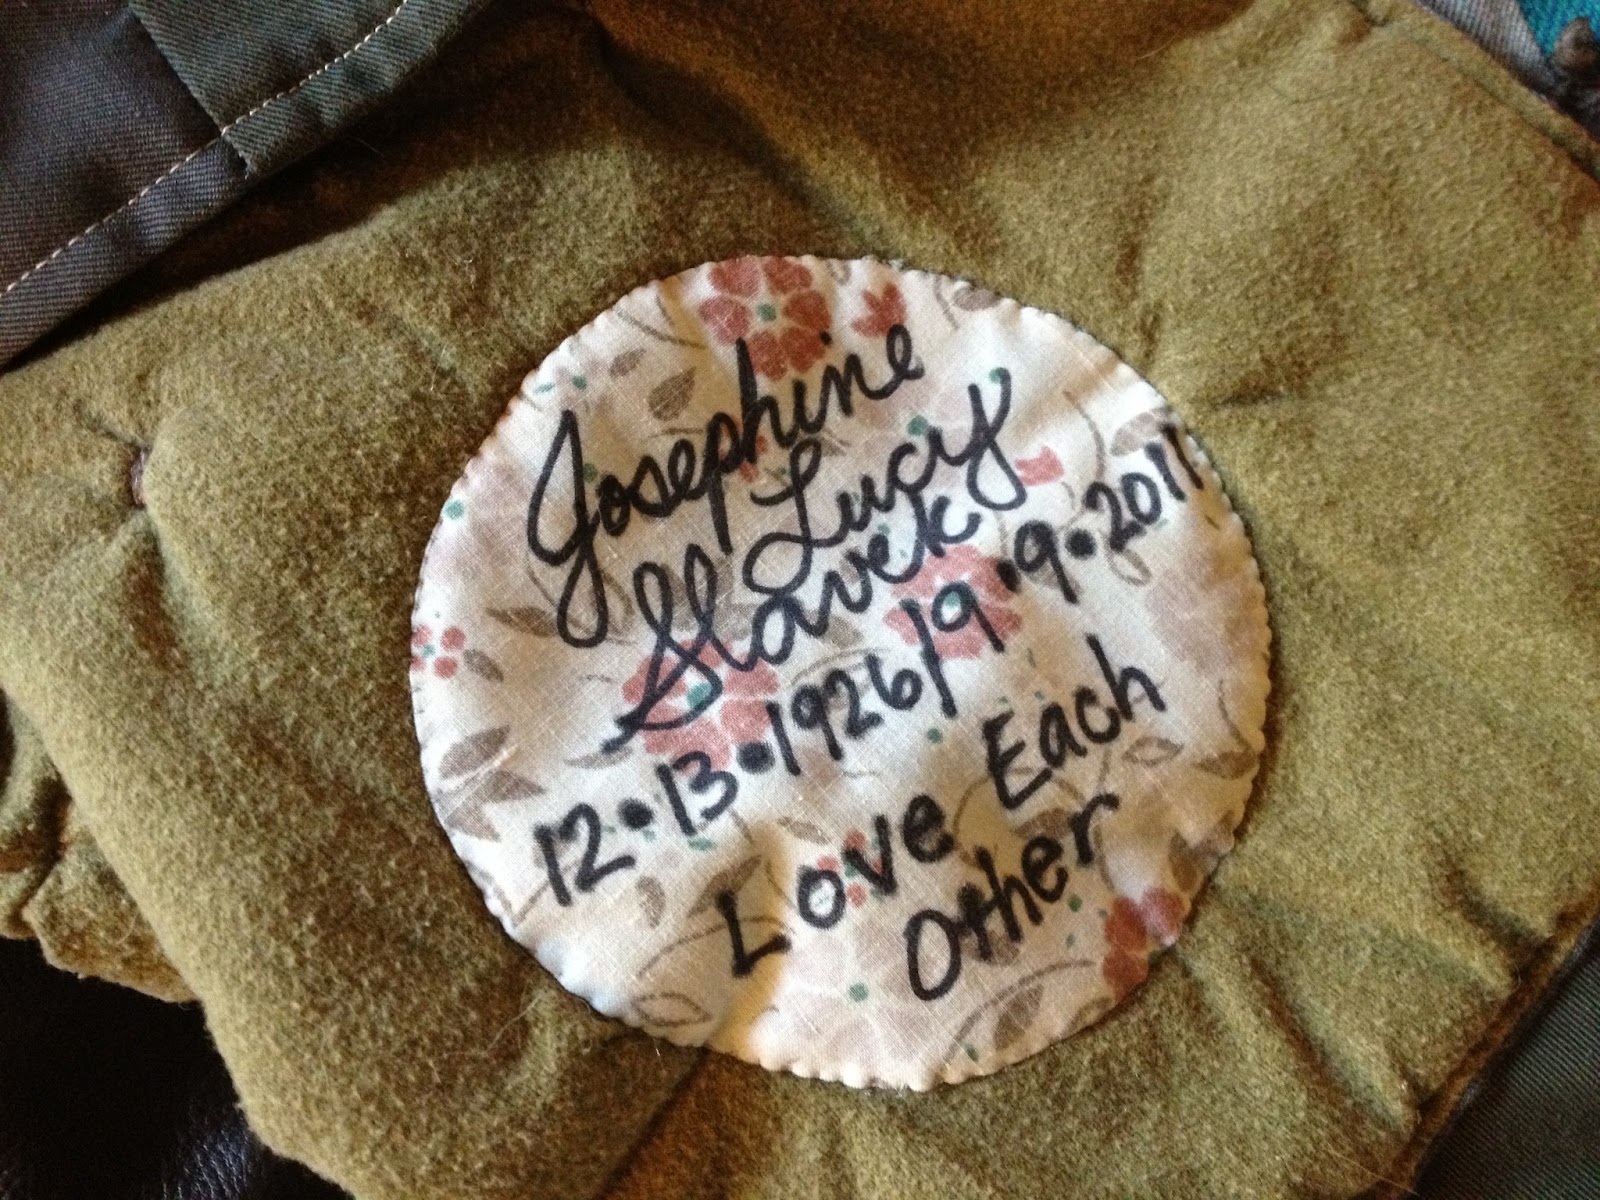 Josephine
Lucy
Slavek
12•13•1926/9•9•2011
Love Each
Other